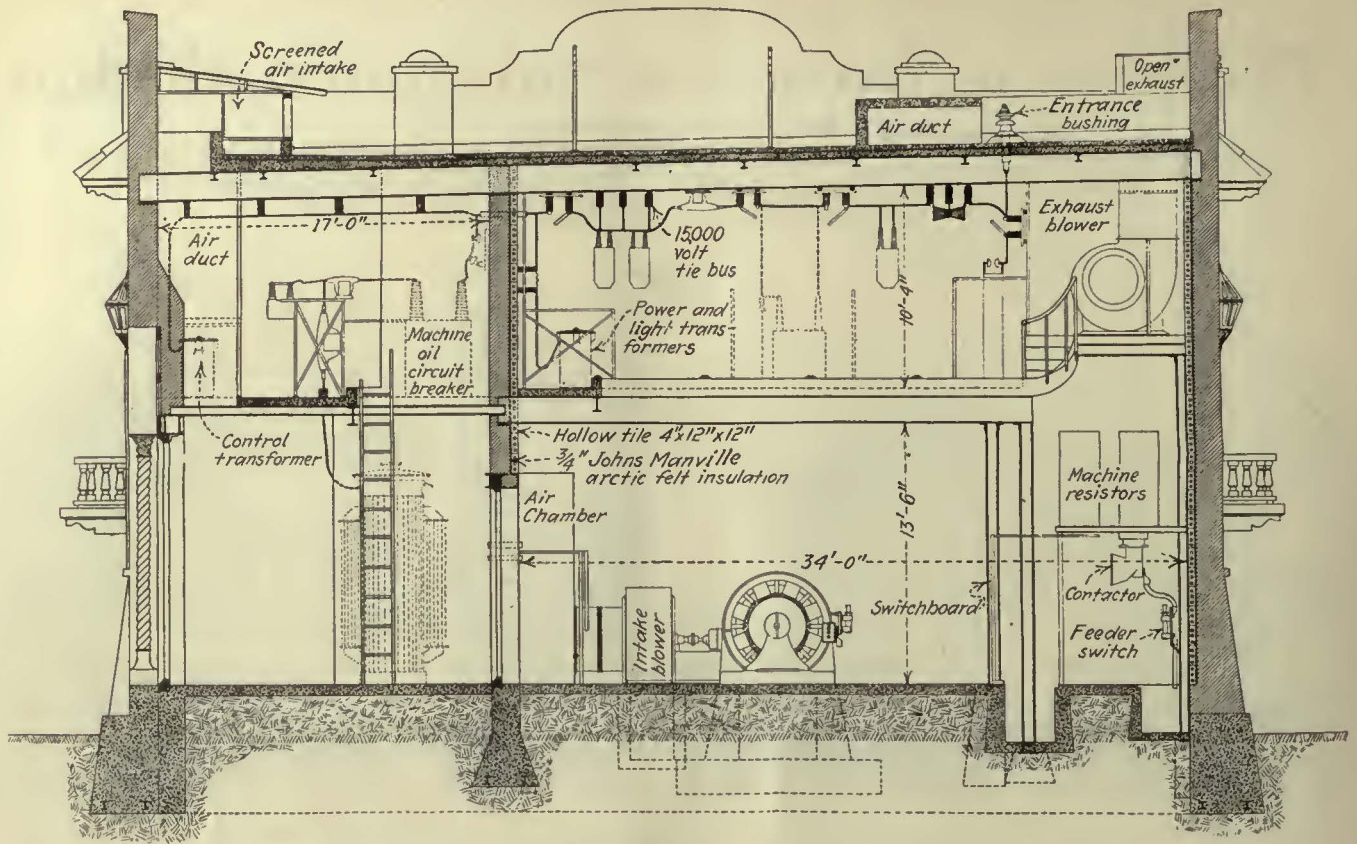 Screened
air intake
Open
exhaust
Entrance
bushing
Air duct
17'-0"
Air
duct
15,000
volt
tie bus
Exhaust
blower
10'-4"
Power and
light trans-
formers
Machine
oil
circuit
breaker
Control
transformer
Hollow tile 4"x12"x12"
3/4" Johns Manville
arctic felt insulation
Air
Chamber
13'-6"
Machine
resistors
34'-0"
Switchboard
Contactor
Feeder
switch
Intake
blower